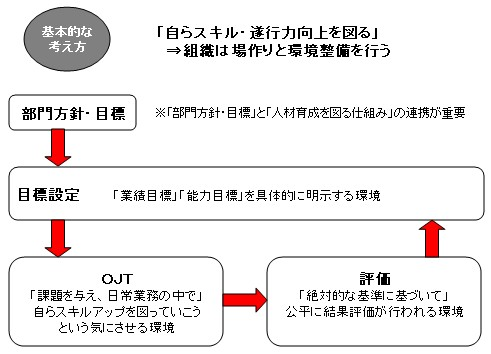 基本的な
考え方
「自らスキル・遂行力向上を図る」
⇒組織は場作りと環境整備を行う
部門方針・目標
※「部門方針・目標」と「人材育成を図る仕組み」の連携が重要
目標設定 「業績目標」「能力目標」を具体的に明示する環境
OJT
「課題を与え、日常業務の中で」
自らスキルアップを図っていこう
という気にさせる環境
評価
「絶対的な基準に基づいて」
公平に結果評価が行われる環境